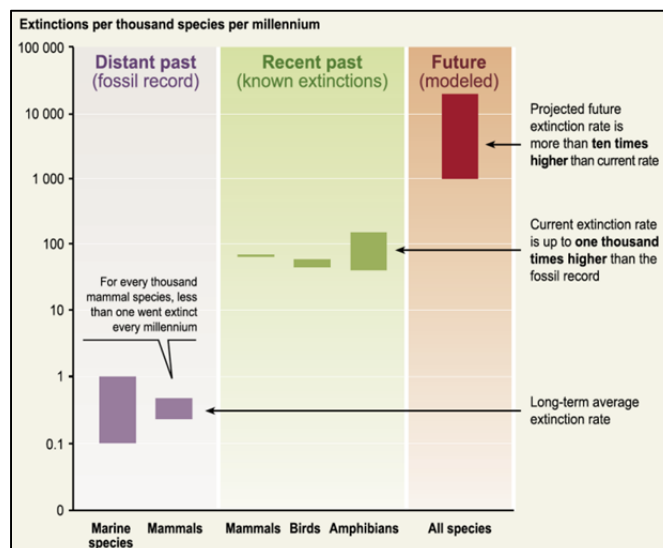 Extinctions per thousand species per millennium
100 000
10 000
1 000
100
10
1
0.1
0
Distant past
(fossil record)
Recent past
(known extinctions)
Future
(modeled)
For every thousand
mammal species, less
than one went extinct
every millennium
Projected future
extinction rate is
more than ten times
higher than current rate
Current extinction rate
is up to one thousand
times higher than the
fossil record
Long-term average
extinction rate
Marine
species
Mammals
Mammals
Birds
Amphibians
All species